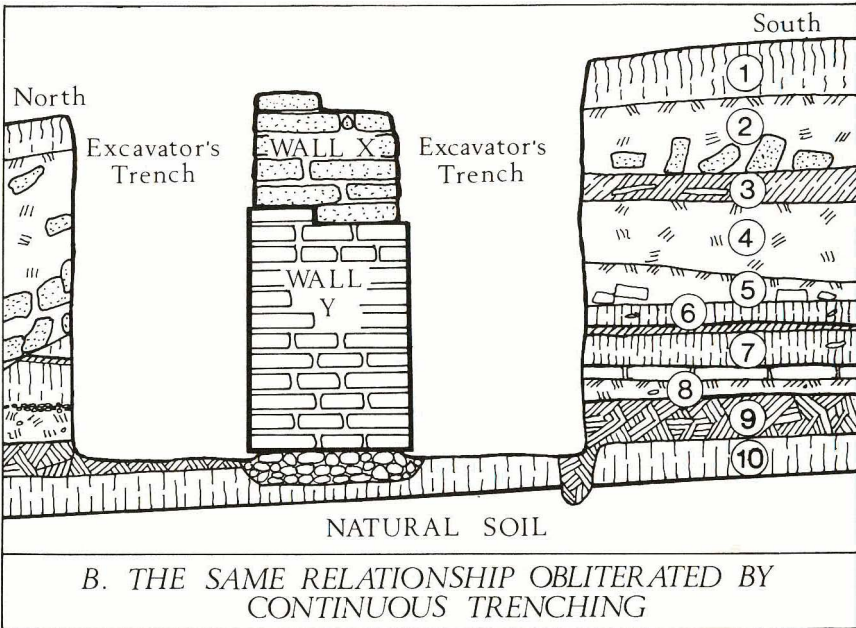 South
North
1
2
Excavator's
Trench
WALL X
Excavator's
Trench
3
4
WALL
Y
5
6
7
8
9
10
NATURAL SOIL
B. THE SAME RELATIONSHIP OBLITERATED BY
CONTINUOUS TRENCHING